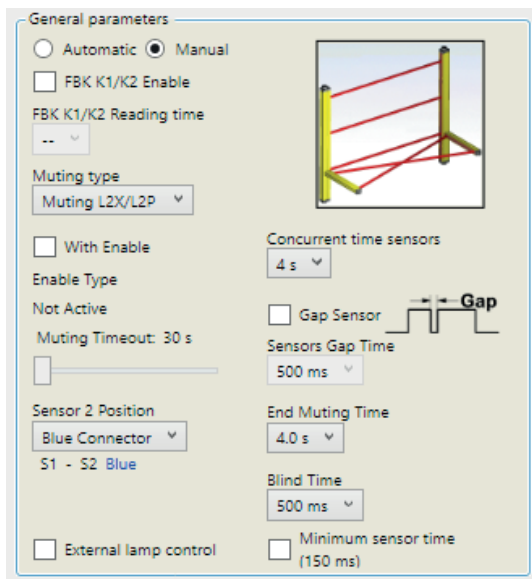 General parameters
Automatic Manual
FBK K1/K2 Enable
FBK K1/K2 Reading time
--
Muting type
Muting L2X/L2P
With Enable
Enable Type
Not Active
Muting Timeout: 30 s
Sensor 2 Position
Blue Connector
S1 - S2 Blue
External lamp control
Concurrent time sensors
4 s
Gap Sensor
Gap
Sensors Gap Time
500 ms
End Muting Time
4.0 s
Blind Time
500 ms
Minimum sensor time
(150 ms)